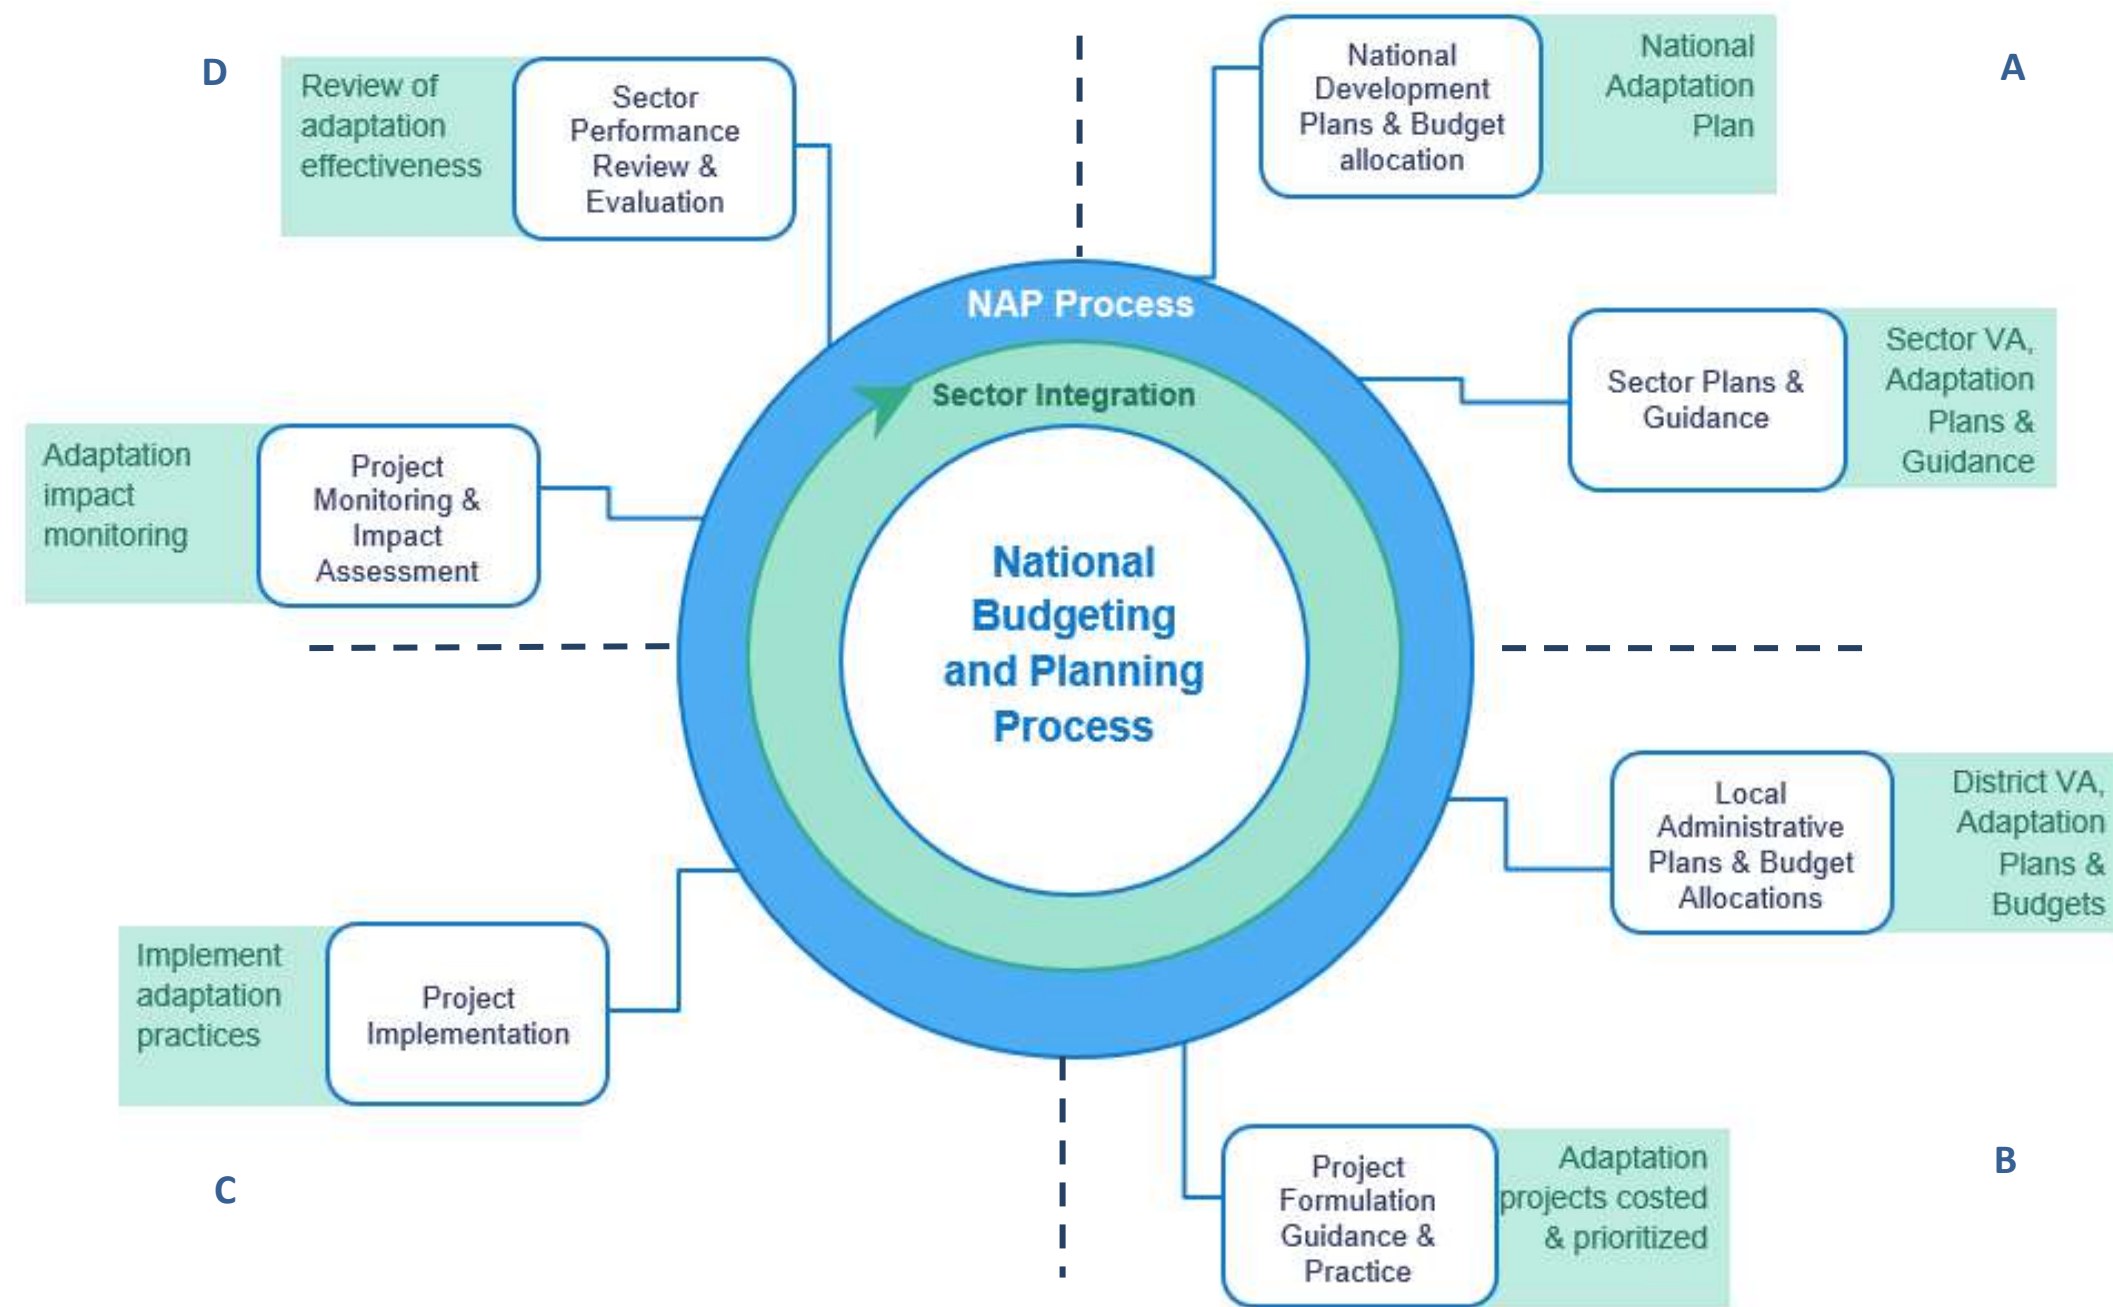 D
Review of
adaptation
effectiveness
Sector
Performance
Review &
Evaluation
National
Development
Plans & Budget
allocation
National
Adaptation
Plan
A
NAP Process
Sector Integration
National
Budgeting
and Planning
Process
Sector Plans &
Guidance
Sector VA,
Adaptation
Plans &
Guidance
Adaptation
impact
monitoring
Project
Monitoring &
Impact
Assessment
Local
Administrative
Plans & Budget
Allocations
District VA,
Adaptation
Plans &
Budgets
Implement
adaptation
practices
Project
Implementation
C
Project
Formulation
Guidance &
Practice
Adaptation
projects costed
& prioritized
B